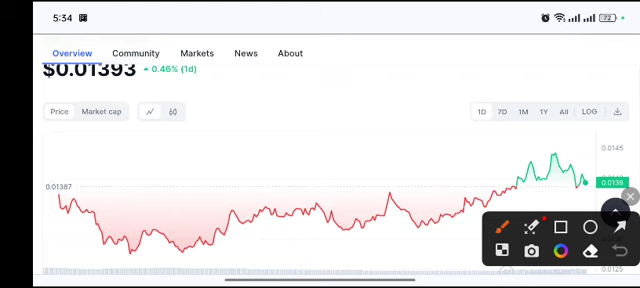 5:34
72
Overview Community Markets News About
$0.01393 0.46% (1d)
Price Market cap 1D 7D 1M 1Y All LOG
0.0145
0.01387
0.0139
0.0125